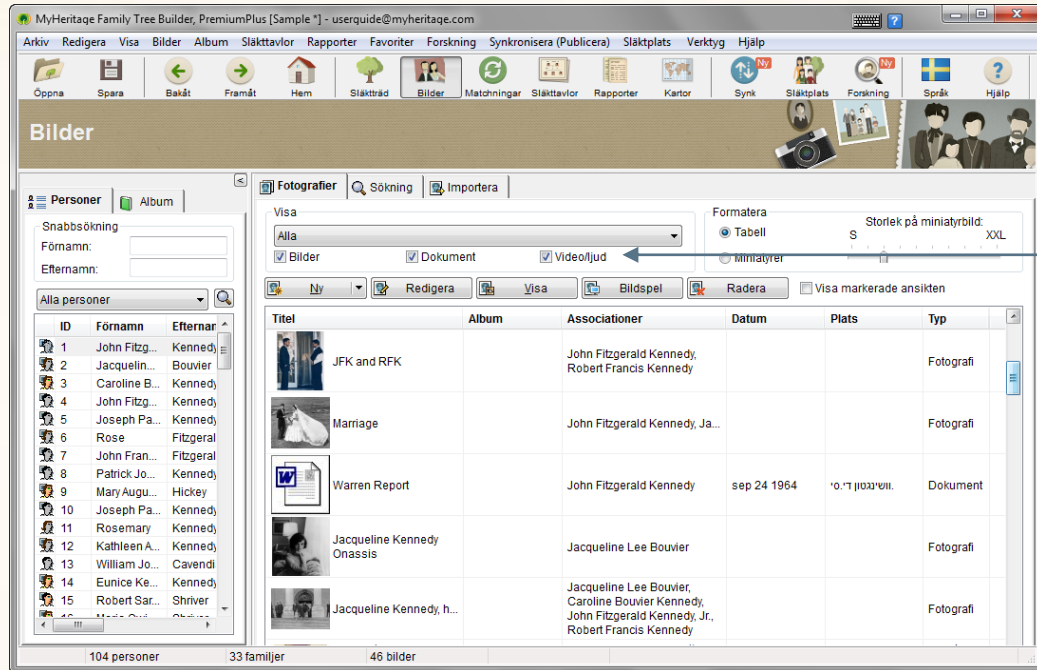 MyHeritage Family Tree Builder, PremiumPlus [Sample *] - userquide@myheritage.com
Arkiv Redigera Visa Bilder Album Släkttavlor Rapporter Favoriter Forskning Synkronisera (Publicera) Släktplats Verktyg Hjälp
Ny Ny
Öppna Spara Bakåt Framåt Hem Släktträd Bilder Matchningar Släkttavlor Rapporter Kartor Synk Släktplats Forskning Språk Hjälp
Bilder
Personer Album
Snabbsökning
Förnamn:
Efternamn:
Alla personer
ID Förnamn Efternar
1 John Fitzg... Kennedy
2 Jacquelin... Bouvier
3 Caroline B... Kennedy
4 John Fitzg... Kennedy
5 Joseph Pa... Kennedy
6 Rose Fitzgeral
7 John Fran... Fitzgeral
8 Patrick Jo... Kennedy
9 Mary Augu... Hickey
10 Joseph Pa... Kennedy
11 Rosemary Kennedy
12 Kathleen A... Kennedy
13 William Jo... Cavendi
14 Eunice Ke... Kennedy
15 Robert Sar... Shriver
Fotografier Sökning Importera
Visa
Alla
Bilder Dokument Video/ljud
Formatera
Tabell
Miniatyrer
Storlek på miniatyrbild:
S XXL
Ny Redigera Visa Bildspel Radera Visa markerade ansikten
Titel Album Associationer Datum Plats Typ
JFK and RFK John Fitzgerald Kennedy, Robert Francis Kennedy Fotografi
Marriage John Fitzgerald Kennedy, Ja... Fotografi
Warren Report John Fitzgerald Kennedy sep 24 1964 וושינגטון די.סי. Dokument
Jacqueline Kennedy Onassis Jacqueline Lee Bouvier Fotografi
Jacqueline Kennedy, h... Jacqueline Lee Bouvier, Caroline Bouvier Kennedy, John Fitzgerald Kennedy, Jr., Robert Francis Kennedy Fotografi
104 personer 33 familjer 46 bilder